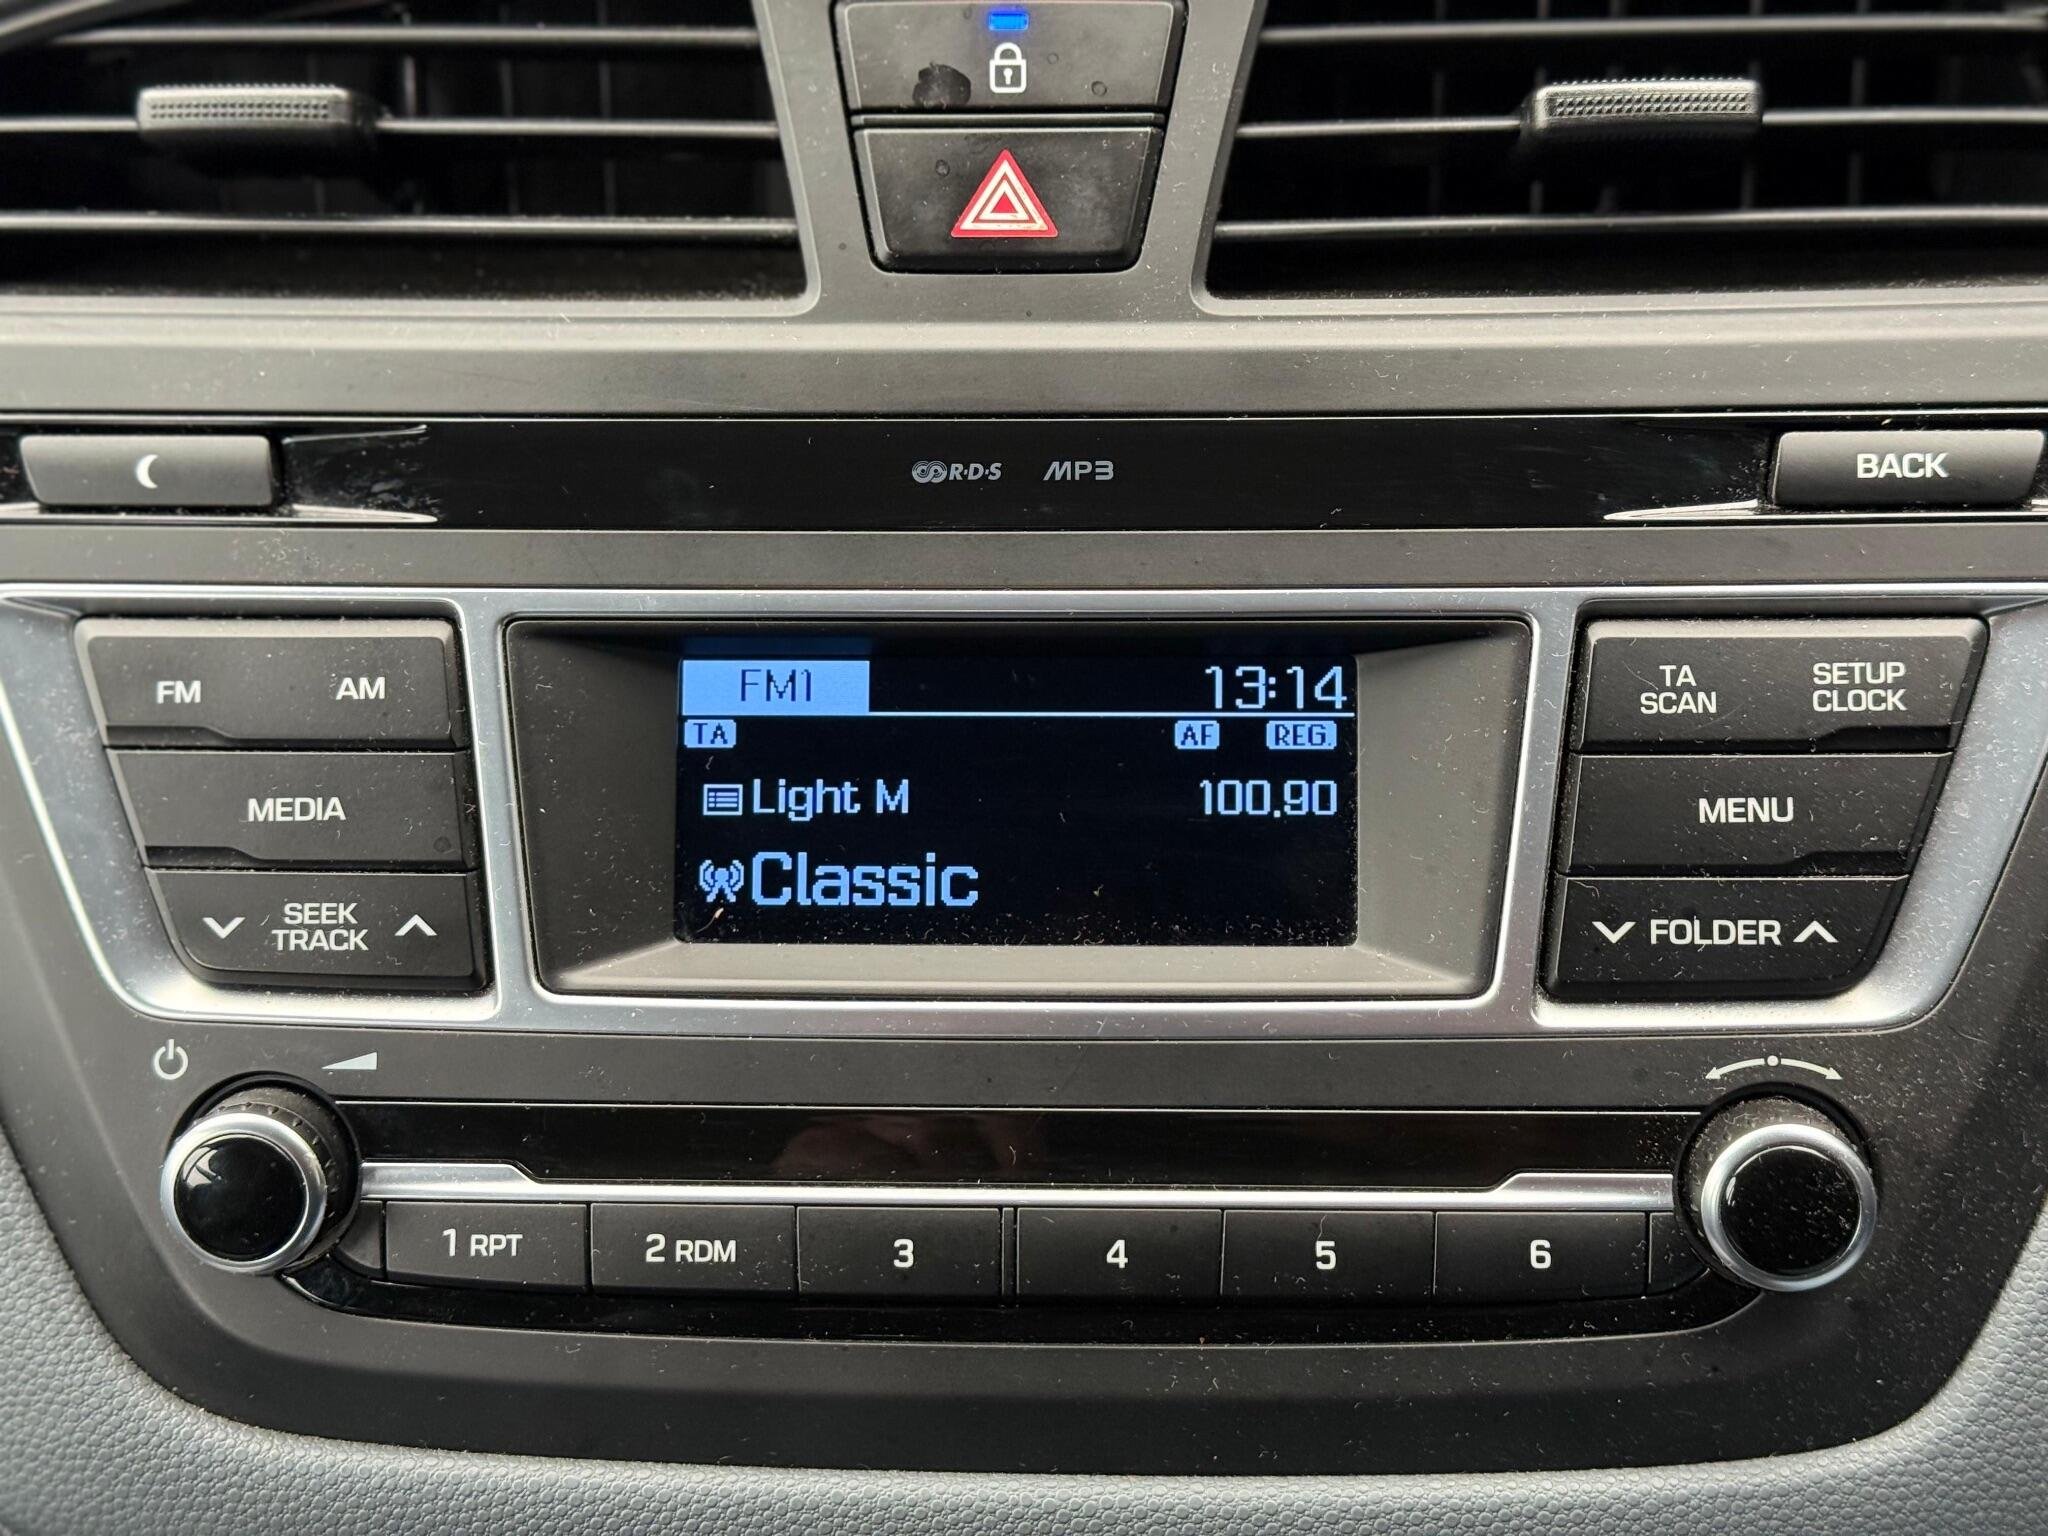 R·D·S MP3
BACK
FM1 13:14
TA AF REG.
Light M 100.90
Classic
FM AM
MEDIA
SEEK
TRACK
TA
SCAN
SETUP
CLOCK
MENU
FOLDER
1 RPT 2 RDM 3 4 5 6